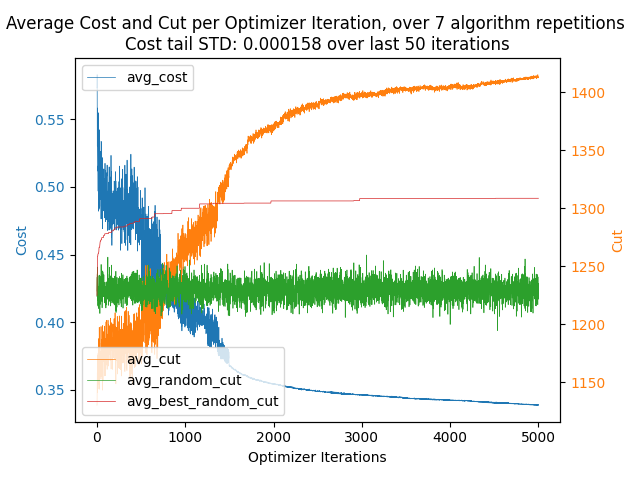 Average Cost and Cut per Optimizer Iteration, over 7 algorithm repetitions
Cost tail STD: 0.000158 over last 50 iterations
avg_cost
0.55
0.50
0.45
0.40
0.35
Cost
1400
1350
1300
1250
1200
1150
Cut
avg_cut
avg_random_cut
avg_best_random_cut
0
1000
2000
3000
4000
5000
Optimizer Iterations